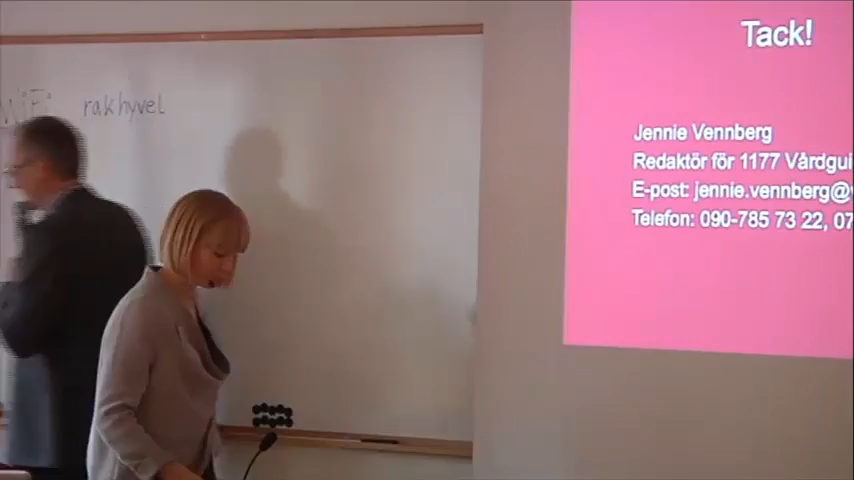 WiFi rakhyvel
Tack!
Jennie Vennberg
Redaktör för 1177 Vårdgui
E-post: jennie.vennberg@
Telefon: 090-785 73 22, 07